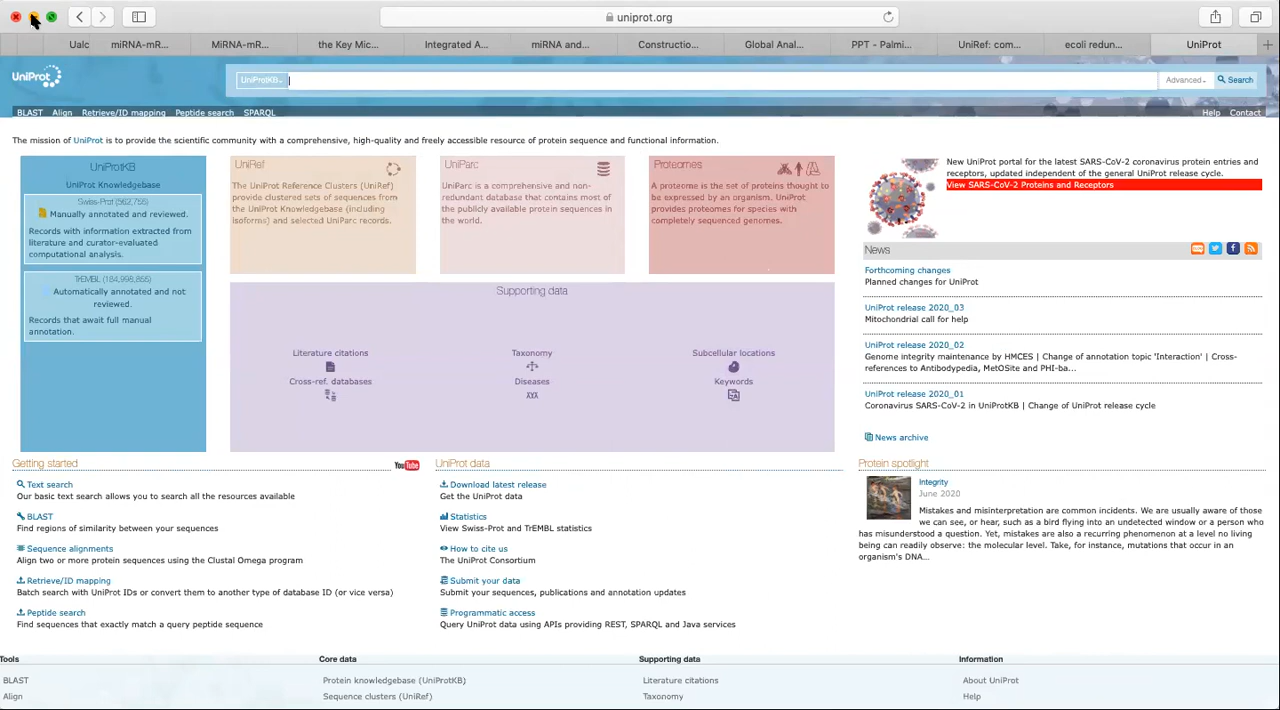 uniprot.org
Ualc
miRNA-mR...
MiRNA-mR...
the Key Mic...
Integrated A...
miRNA and...
Constructio...
Global Anal...
PPT - Palmi...
UniRef: com...
ecoli redun...
UniProt
UniProt
UniProtKB
Advanced
Search
BLAST Align Retrieve/ID mapping Peptide search SPARQL
Help Contact
The mission of UniProt is to provide the scientific community with a comprehensive, high-quality and freely accessible resource of protein sequence and functional information.
UniProtKB
UniProt Knowledgebase
Swiss-Prot (562,755)
Manually annotated and reviewed.
Records with information extracted from
literature and curator-evaluated
computational analysis.
TrEMBL (184,998,855)
Automatically annotated and not
reviewed.
Records that await full manual
annotation.
UniRef
The UniProt Reference Clusters (UniRef)
provide clustered sets of sequences from
the UniProt Knowledgebase (including
isoforms) and selected UniParc records.
UniParc
UniParc is a comprehensive and non-
redundant database that contains most of
the publicly available protein sequences in
the world.
Proteomes
A proteome is the set of proteins thought to
be expressed by an organism. UniProt
provides proteomes for species with
completely sequenced genomes.
Supporting data
Literature citations
Taxonomy
Subcellular locations
Cross-ref. databases
Diseases
Keywords
New UniProt portal for the latest SARS-CoV-2 coronavirus protein entries and
receptors, updated independent of the general UniProt release cycle.
View SARS-CoV-2 Proteins and Receptors
News
Forthcoming changes
Planned changes for UniProt
UniProt release 2020_03
Mitochondrial call for help
UniProt release 2020_02
Genome integrity maintenance by HMCES | Change of annotation topic 'Interaction' | Cross-
references to Antibodypedia, MetOSite and PHI-ba...
UniProt release 2020_01
Coronavirus SARS-CoV-2 in UniProtKB | Change of UniProt release cycle
News archive
Getting started
YouTube
Text search
Our basic text search allows you to search all the resources available
BLAST
Find regions of similarity between your sequences
Sequence alignments
Align two or more protein sequences using the Clustal Omega program
Retrieve/ID mapping
Batch search with UniProt IDs or convert them to another type of database ID (or vice versa)
Peptide search
Find sequences that exactly match a query peptide sequence
UniProt data
Download latest release
Get the UniProt data
Statistics
View Swiss-Prot and TrEMBL statistics
How to cite us
The UniProt Consortium
Submit your data
Submit your sequences, publications and annotation updates
Programmatic access
Query UniProt data using APIs providing REST, SPARQL and Java services
Protein spotlight
Integrity
June 2020
Mistakes and misinterpretation are common incidents. We are usually aware of those
we can see, or hear, such as a bird flying into an undetected window or a person who
has misunderstood a question. Yet, mistakes are also a recurring phenomenon at a level no living
being can readily observe: the molecular level. Take, for instance, mutations that occur in an
organism's DNA...
Tools
BLAST
Align
Core data
Protein knowledgebase (UniProtKB)
Sequence clusters (UniRef)
Supporting data
Literature citations
Taxonomy
Information
About UniProt
Help